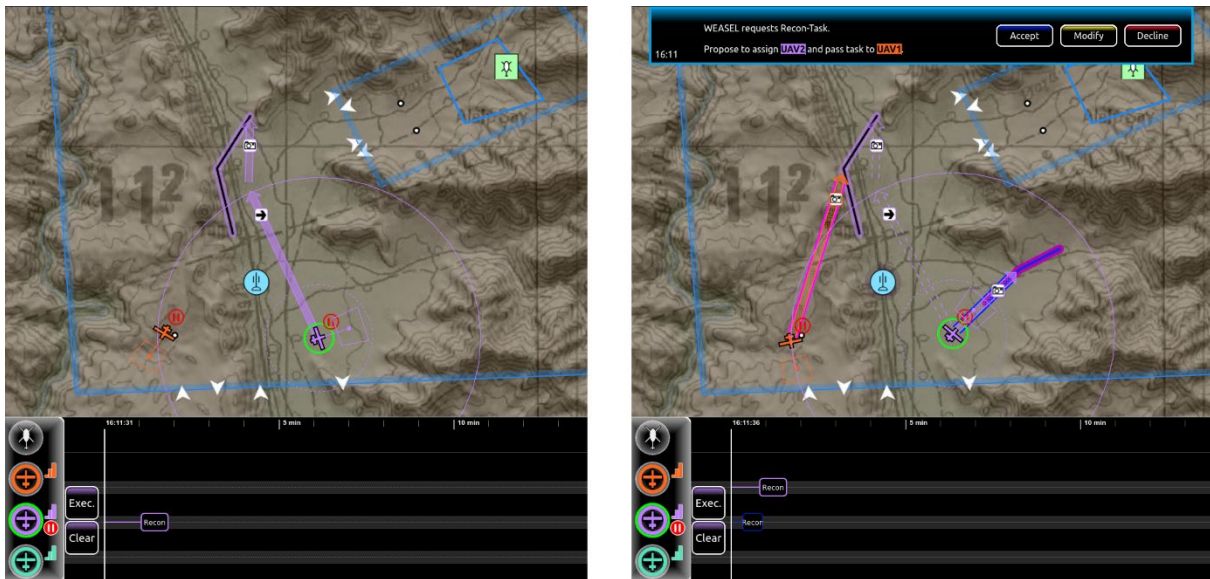 11²
16:11:31
5 min
10 min
Exec.
Recon
Clear
WEASEL requests Recon-Task.
16:11
Propose to assign UAV2 and pass task to UAV1.
Accept
Modify
Decline
11²
16:11:36
5 min
10 min
Recon
Exec.
Recon
Clear